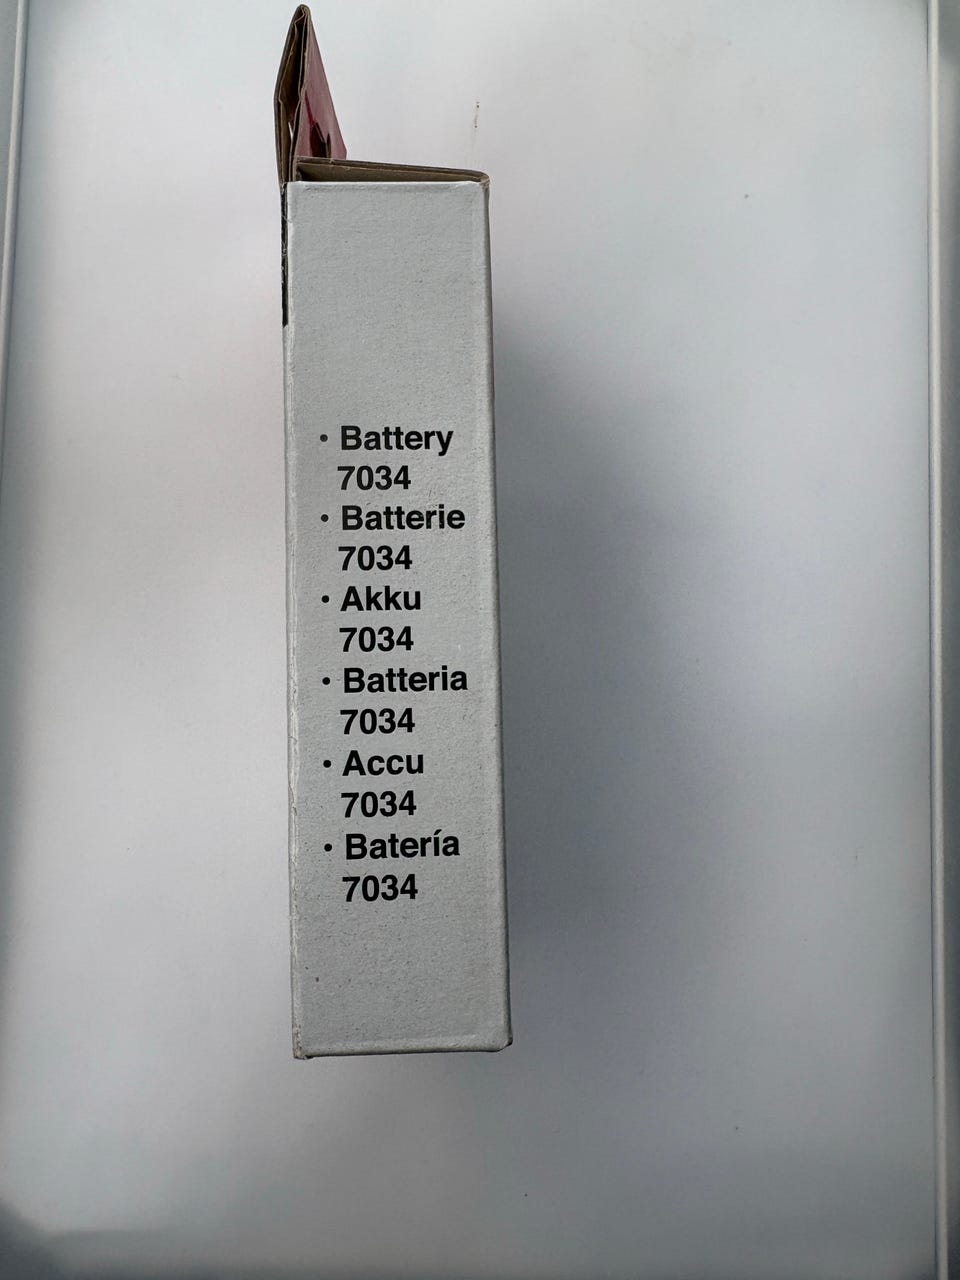 • Battery
7034
• Batterie
7034
• Akku
7034
• Batteria
7034
• Accu
7034
• Batería
7034